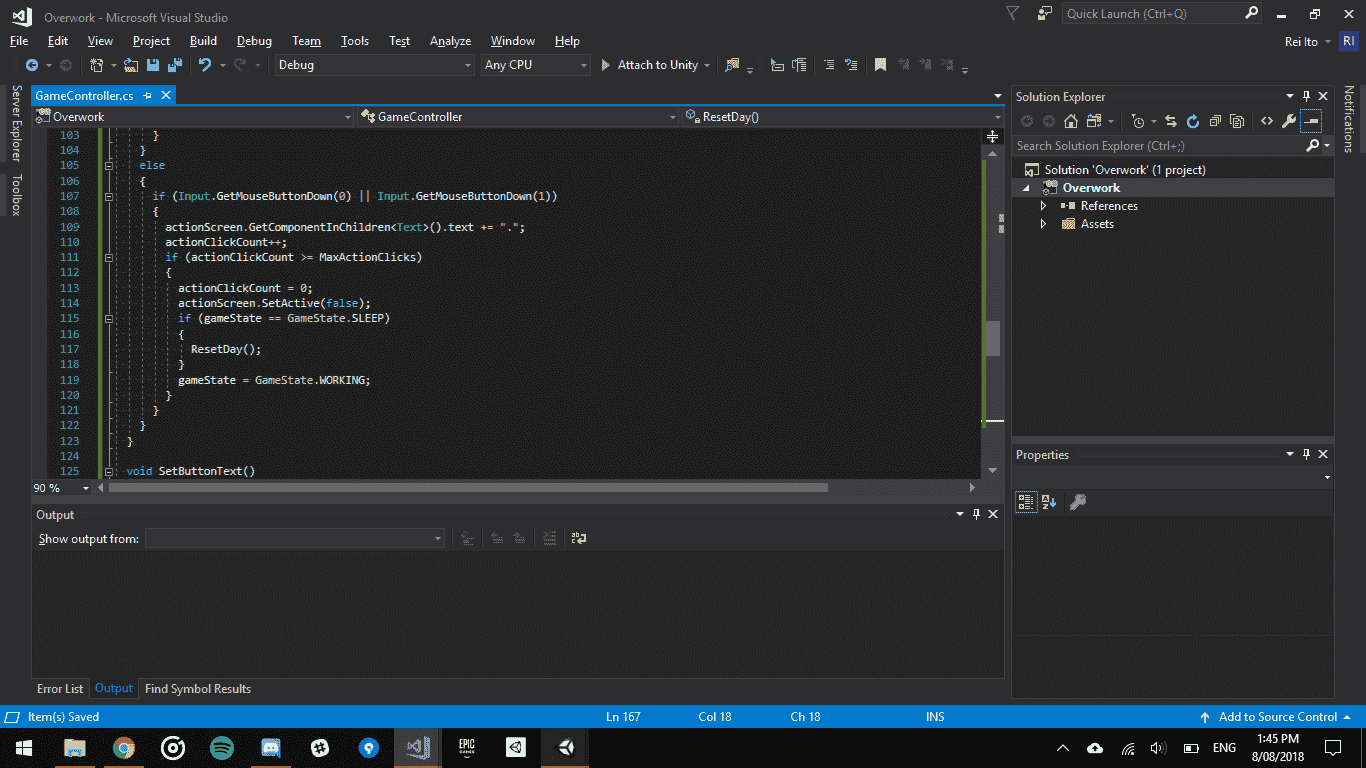 Overwork - Microsoft Visual Studio
Quick Launch (Ctrl+Q)
File Edit View Project Build Debug Team Tools Test Analyze Window Help
Rei Ito RI
Debug Any CPU Attach to Unity
Server Explorer
Toolbox
GameController.cs
Overwork GameController ResetDay()
103 }
104 }
105 else
106 {
107 if (Input.GetMouseButtonDown(0) || Input.GetMouseButtonDown(1))
108 {
109 actionScreen.GetComponentInChildren<Text>().text += ".";
110 actionClickCount++;
111 if (actionClickCount >= MaxActionClicks)
112 {
113 actionClickCount = 0;
114 actionScreen.SetActive(false);
115 if (gameState == GameState.SLEEP)
116 {
117 ResetDay();
118 }
119 gameState = GameState.WORKING;
120 }
121 }
122 }
123 }
124
125 void SetButtonText()
90 %
Output
Show output from:
Error List Output Find Symbol Results
Solution Explorer
Search Solution Explorer (Ctrl+;)
Solution 'Overwork' (1 project)
Overwork
References
Assets
Properties
Notifications
Item(s) Saved Ln 167 Col 18 Ch 18 INS Add to Source Control
EPIC
GAMES
ENG
1:45 PM
8/08/2018